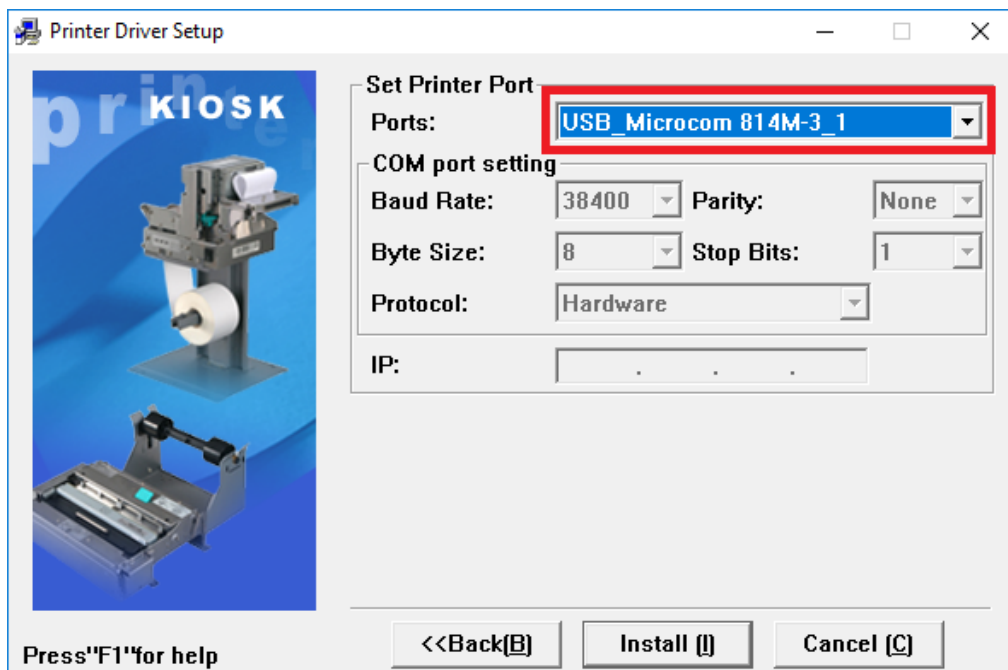 Printer Driver Setup
printer
KIOSK
Set Printer Port
Ports: USB_Microcom 814M-3_1
COM port setting
Baud Rate: 38400 Parity: None
Byte Size: 8 Stop Bits: 1
Protocol: Hardware
IP: . . .
<<Back(B) Install (I) Cancel (C)
Press"F1"for help